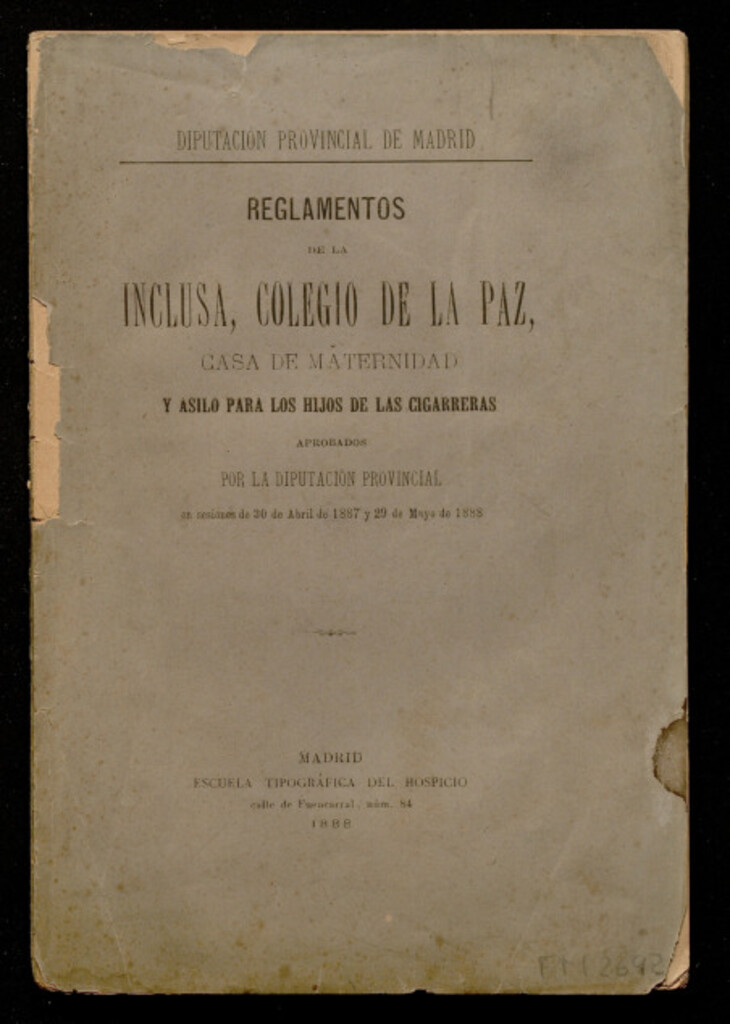 DIPUTACIÓN PROVINCIAL DE MADRID
REGLAMENTOS
DE LA
INCLUSA, COLEGIO DE LA PAZ,
CASA DE MATERNIDAD
Y ASILO PARA LOS HIJOS DE LAS CIGARRERAS
APROBADOS
POR LA DIPUTACIÓN PROVINCIAL
en sesiones de 30 de Abril de 1887 y 29 de Mayo de 1888
MADRID
ESCUELA TIPOGRÁFICA DEL HOSPICIO
calle de Fuencarral, núm. 84
1888
FM 2642